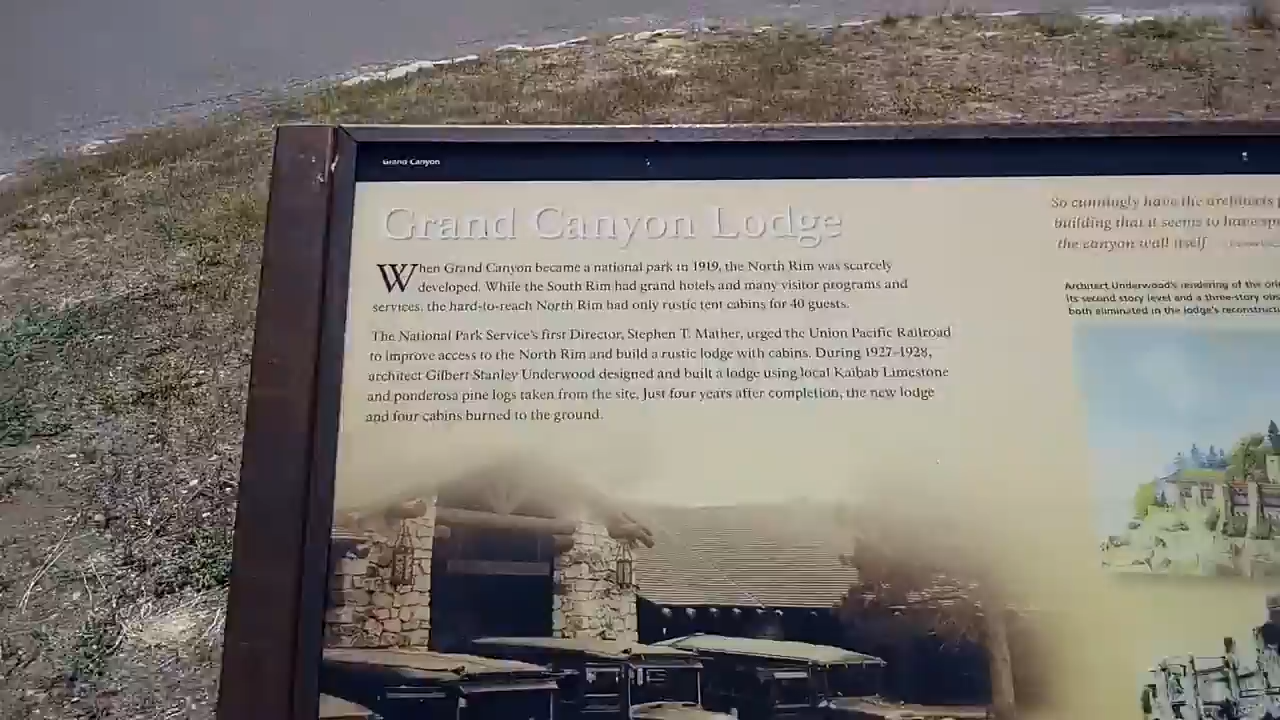 Grand Canyon
Grand Canyon Lodge
When Grand Canyon became a national park in 1919, the North Rim was scarcely
developed. While the South Rim had grand hotels and many visitor programs and
services, the hard-to-reach North Rim had only rustic tent cabins for 40 guests.
The National Park Service's first Director, Stephen T. Mather, urged the Union Pacific Railroad
to improve access to the North Rim and build a rustic lodge with cabins. During 1927–1928,
architect Gilbert Stanley Underwood designed and built a lodge using local Kaibab Limestone
and ponderosa pine logs taken from the site. Just four years after completion, the new lodge
and four cabins burned to the ground.
So cunningly have the architects
building that it seems to have sp
the canyon wall itself
Architect Underwood's rendering of the ori
its second story level and a three-story obs
both eliminated in the lodge's reconstructi